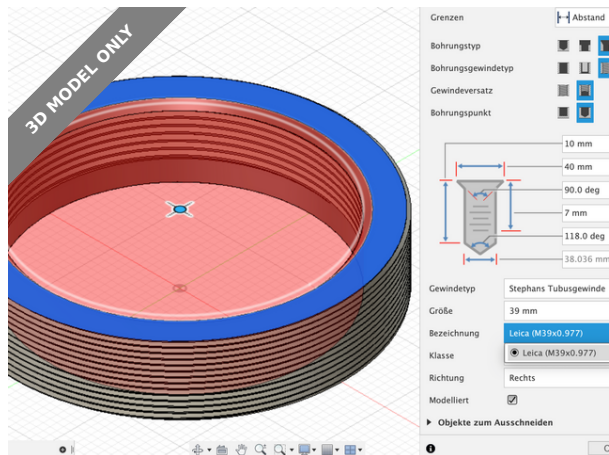 3D MODEL ONLY
Grenzen Abstand
Bohrungstyp
Bohrungsgewindetyp
Gewindeversatz
Bohrungspunkt
10 mm
40 mm
90.0 deg
7 mm
118.0 deg
38.036 mm
Gewindetyp Stephans Tubusgewinde
Größe 39 mm
Bezeichnung Leica (M39x0.977)
Leica (M39x0.977)
Klasse
Richtung Rechts
Modelliert
Objekte zum Ausschneiden